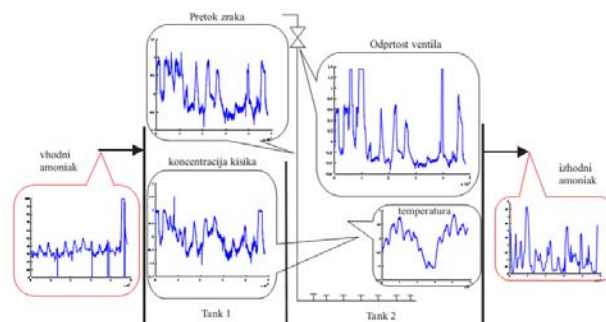 Pretok zraka
Odprtost ventila
vhodni
amoniak
koncentracija kisika
temperatura
izhodni
amoniak
Tank 1
Tank 2